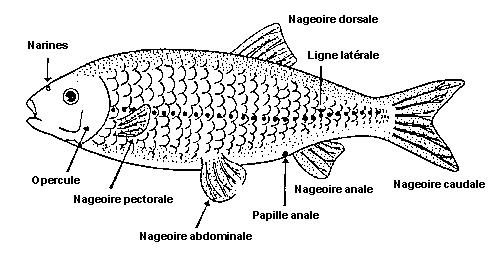 Nageoire dorsale
Narines
Ligne latérale
Opercule
Nageoire pectorale
Nageoire anale
Nageoire caudale
Papille anale
Nageoire abdominale